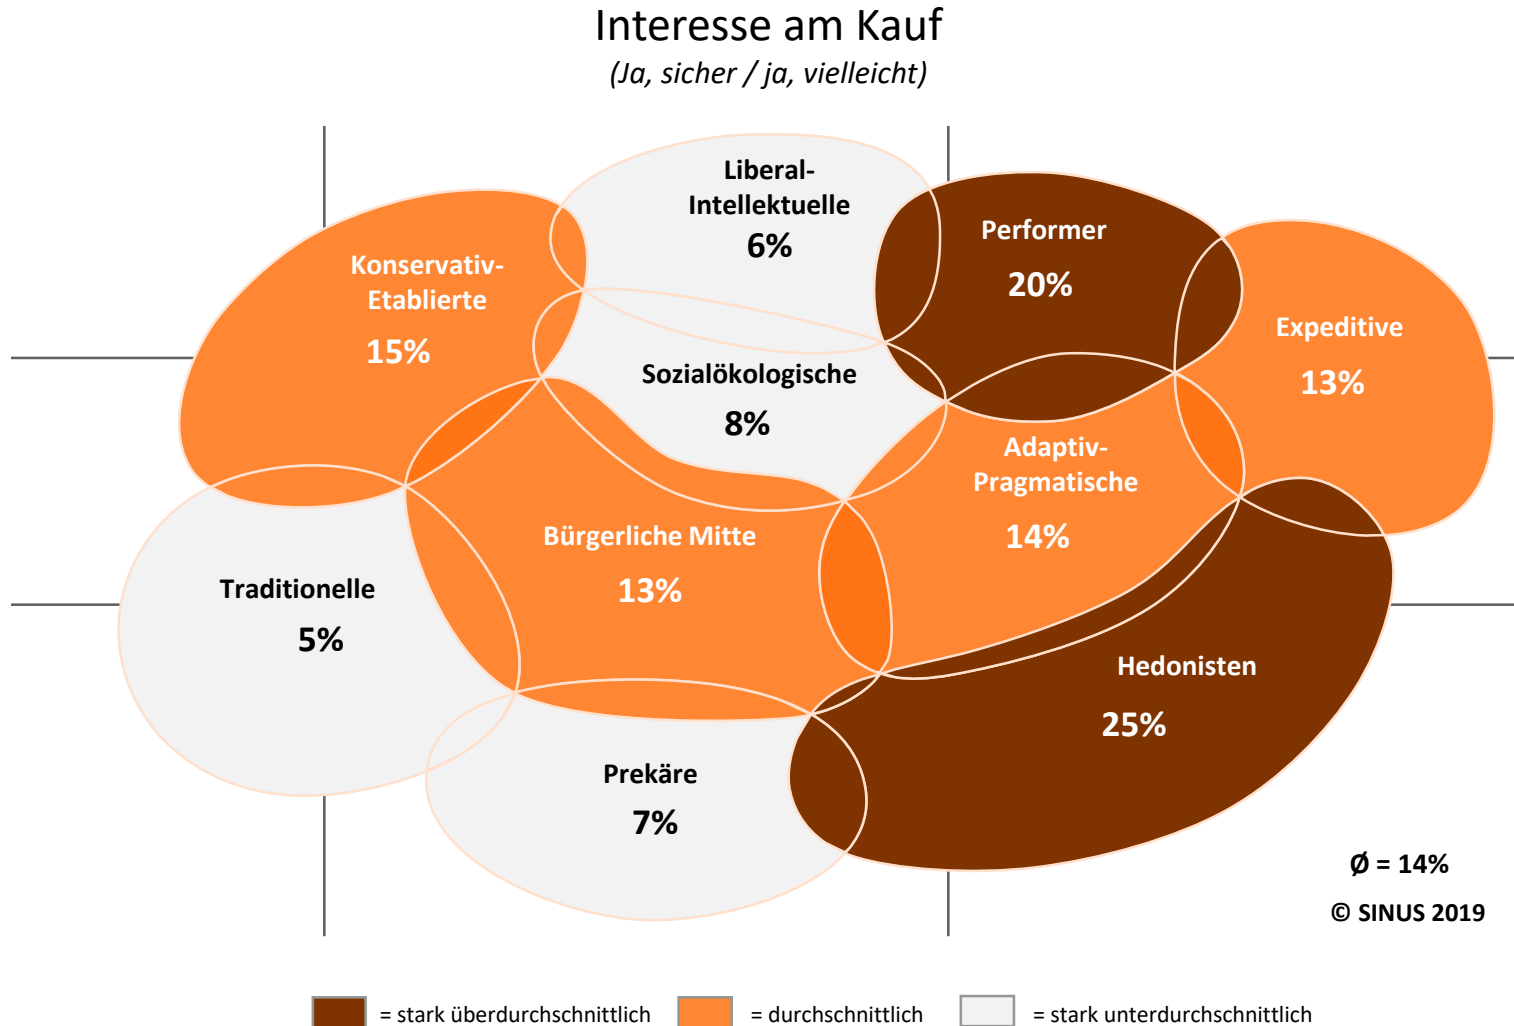 Interesse am Kauf
(Ja, sicher / ja, vielleicht)
Liberal-
Intellektuelle
6%
Performer
20%
Konservativ-
Etablierte
15%
Expeditive
13%
Sozialökologische
8%
Adaptiv-
Pragmatische
14%
Bürgerliche Mitte
13%
Traditionelle
5%
Hedonisten
25%
Prekäre
7%
Ø = 14%
© SINUS 2019
= stark überdurchschnittlich
= durchschnittlich
= stark unterdurchschnittlich